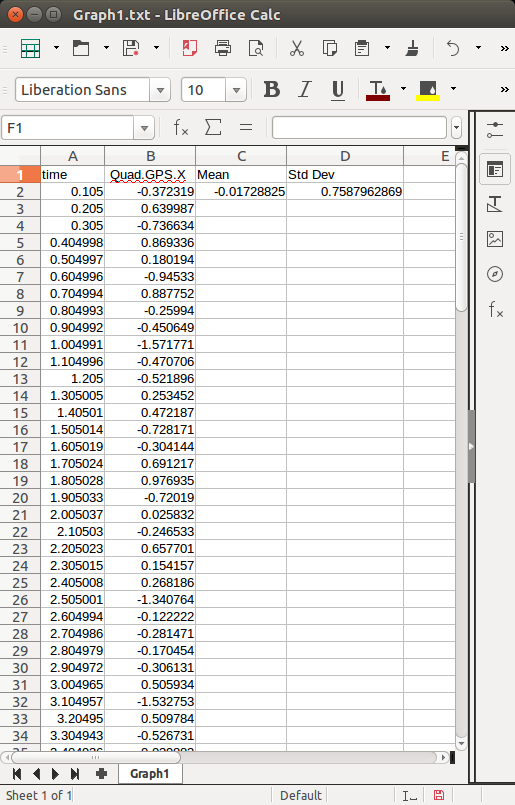 Graph1.txt - LibreOffice Calc
Liberation Sans 10 B I U T
F1 fx Σ =
A B C D E
1 time Quad.GPS.X Mean Std Dev
2 0.105 -0.372319 -0.01728825 0.7587962869
3 0.205 0.639987
4 0.305 -0.736634
5 0.404998 0.869336
6 0.504997 0.180194
7 0.604996 -0.94533
8 0.704994 0.887752
9 0.804993 -0.25994
10 0.904992 -0.450649
11 1.004991 -1.571771
12 1.104996 -0.470706
13 1.205 -0.521896
14 1.305005 0.253452
15 1.40501 0.472187
16 1.505014 -0.728171
17 1.605019 -0.304144
18 1.705024 0.691217
19 1.805028 0.976935
20 1.905033 -0.72019
21 2.005037 0.025832
22 2.10503 -0.246533
23 2.205023 0.657701
24 2.305015 0.154157
25 2.405008 0.268186
26 2.505001 -1.340764
27 2.604994 -0.122222
28 2.704986 -0.281471
29 2.804979 -0.170454
30 2.904972 -0.306131
31 3.004965 0.505934
32 3.104957 -1.532753
33 3.20495 0.509784
34 3.304943 -0.526731
Graph1
Sheet 1 of 1 Default